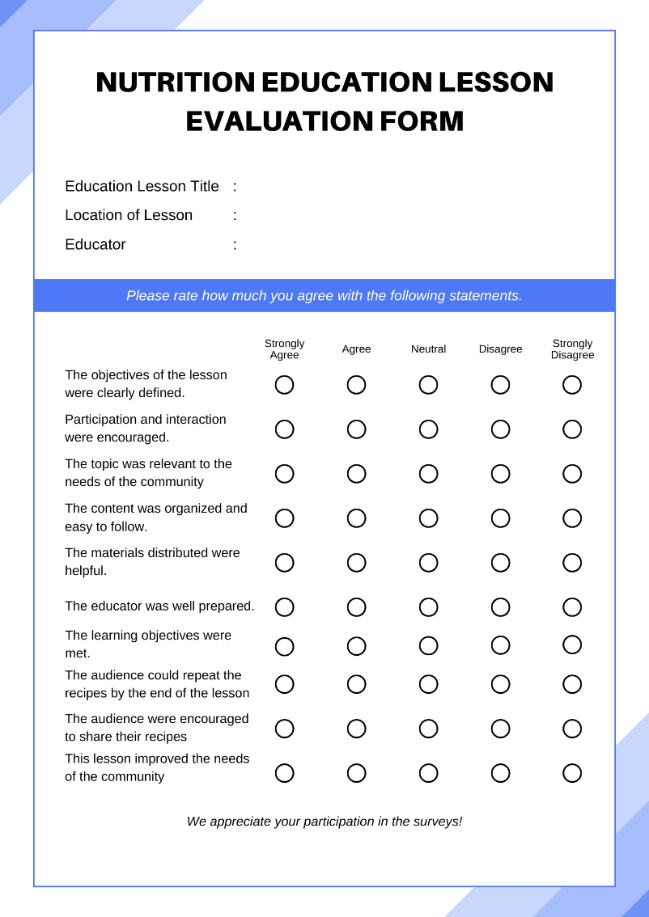 NUTRITION EDUCATION LESSON
EVALUATION FORM
Education Lesson Title :
Location of Lesson :
Educator :
Please rate how much you agree with the following statements.
Strongly Agree Agree Neutral Disagree Strongly Disagree
The objectives of the lesson
were clearly defined.
Participation and interaction
were encouraged.
The topic was relevant to the
needs of the community
The content was organized and
easy to follow.
The materials distributed were
helpful.
The educator was well prepared.
The learning objectives were
met.
The audience could repeat the
recipes by the end of the lesson
The audience were encouraged
to share their recipes
This lesson improved the needs
of the community
We appreciate your participation in the surveys!